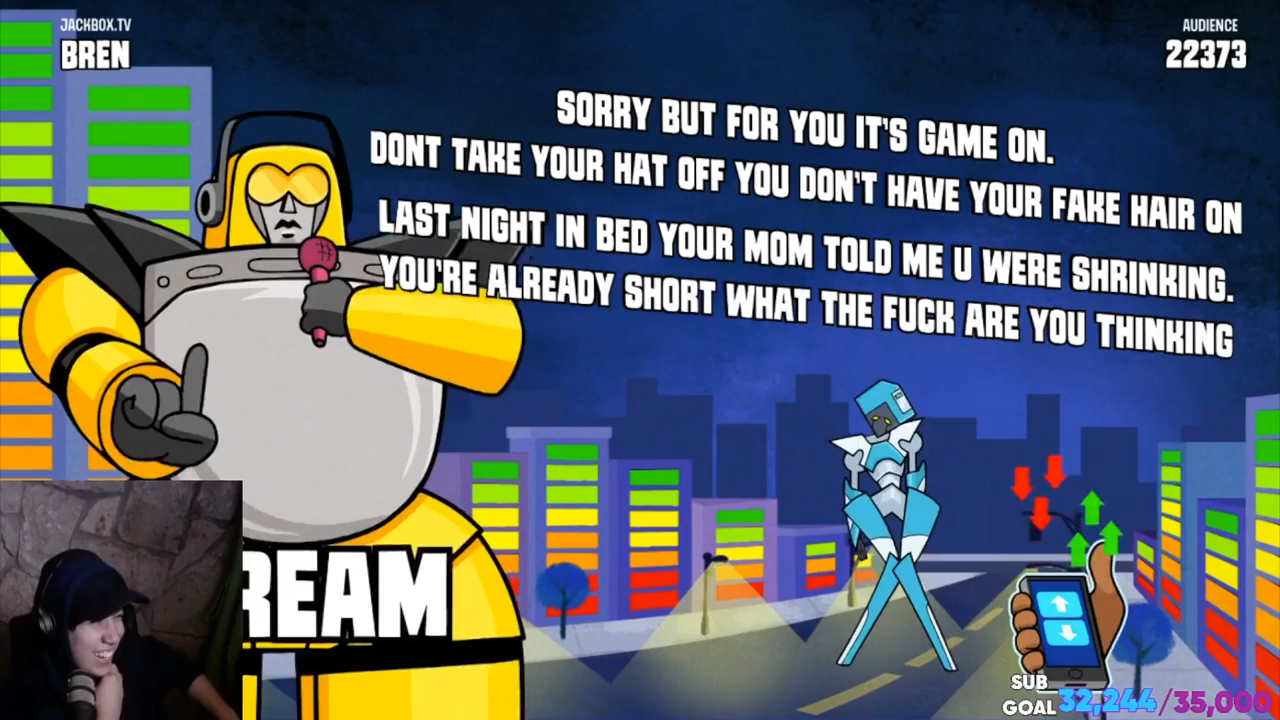 JACKBOX.TV
BREN
AUDIENCE
22373
SORRY BUT FOR YOU IT'S GAME ON.
DONT TAKE YOUR HAT OFF YOU DON'T HAVE YOUR FAKE HAIR ON
LAST NIGHT IN BED YOUR MOM TOLD ME U WERE SHRINKING.
YOU'RE ALREADY SHORT WHAT THE FUCK ARE YOU THINKING
REAM
SUB
GOAL 32,244/35,000